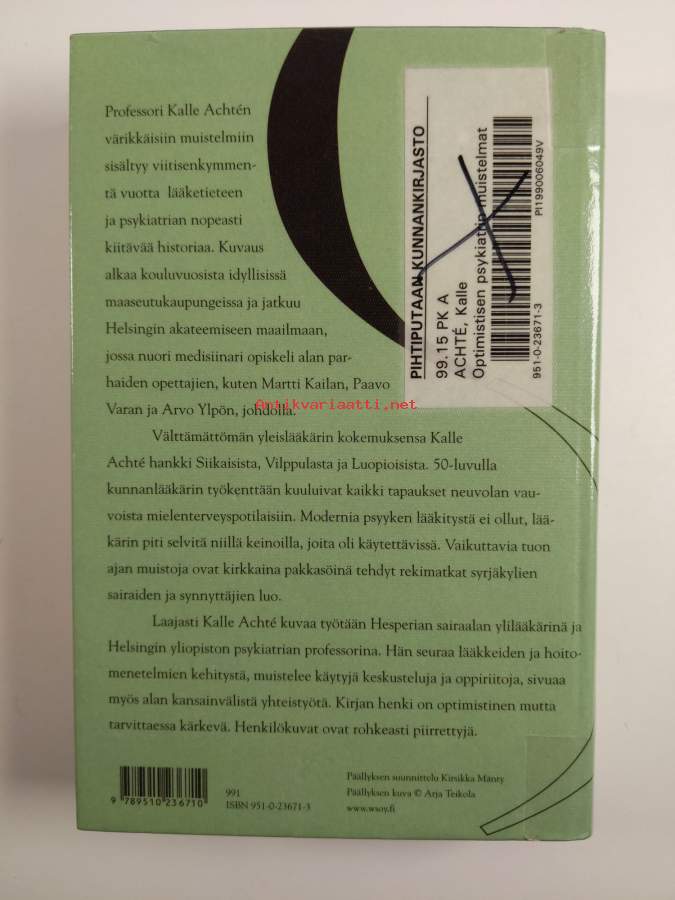 Professori Kalle Achtén
värikkäisiin muistelmiin
sisältyy viitisenkymmen-
tä vuotta lääketieteen
ja psykiatrian nopeasti
kiitävää historiaa. Kuvaus
alkaa kouluvuosista idyllisissä
maaseutukaupungeissa ja jatkuu
Helsingin akateemiseen maailmaan,
jossa nuori medisiinari opiskeli alan par-
haiden opettajien, kuten Martti Kailan, Paavo
Varan ja Arvo Ylpön, johdolla.
Välttämättömän yleislääkärin kokemuksensa Kalle
Achté hankki Siikaisista, Vilppulasta ja Luopioisista. 50-luvulla
kunnanlääkärin työkenttään kuuluivat kaikki tapaukset neuvolan vau-
voista mielenterveyspotilaisiin. Modernia psyyken lääkitystä ei ollut, lää-
kärin piti selvitä niillä keinoilla, joita oli käytettävissä. Vaikuttavia tuon
ajan muistoja ovat kirkkaina pakkasöinä tehdyt rekimatkat syrjäkylien
sairaiden ja synnyttäjien luo.
Laajasti Kalle Achté kuvaa työtään Hesperian sairaalan ylilääkärinä ja
Helsingin yliopiston psykiatrian professorina. Hän seuraa lääkkeiden ja hoito-
menetelmien kehitystä, muistelee käytyjä keskusteluja ja oppiriitoja, sivuaa
myös alan kansainvälistä yhteistyötä. Kirjan henki on optimistinen mutta
tarvittaessa kärkevä. Henkilökuvat ovat rohkeasti piirrettyjä.
PIHTIPUTAAN KUNNANKIRJASTO
99.15 PK A
ACHTÉ, Kalle
Optimistisen psykiatrin muistelmat
951-0-23671-3
PI199006049V
Antikvariaatti.net
9 789510 236710
991
ISBN 951-0-23671-3
Päällyksen suunnittelu Kirsikka Mänty
Päällyksen kuva © Arja Teikola
www.wsoy.fi